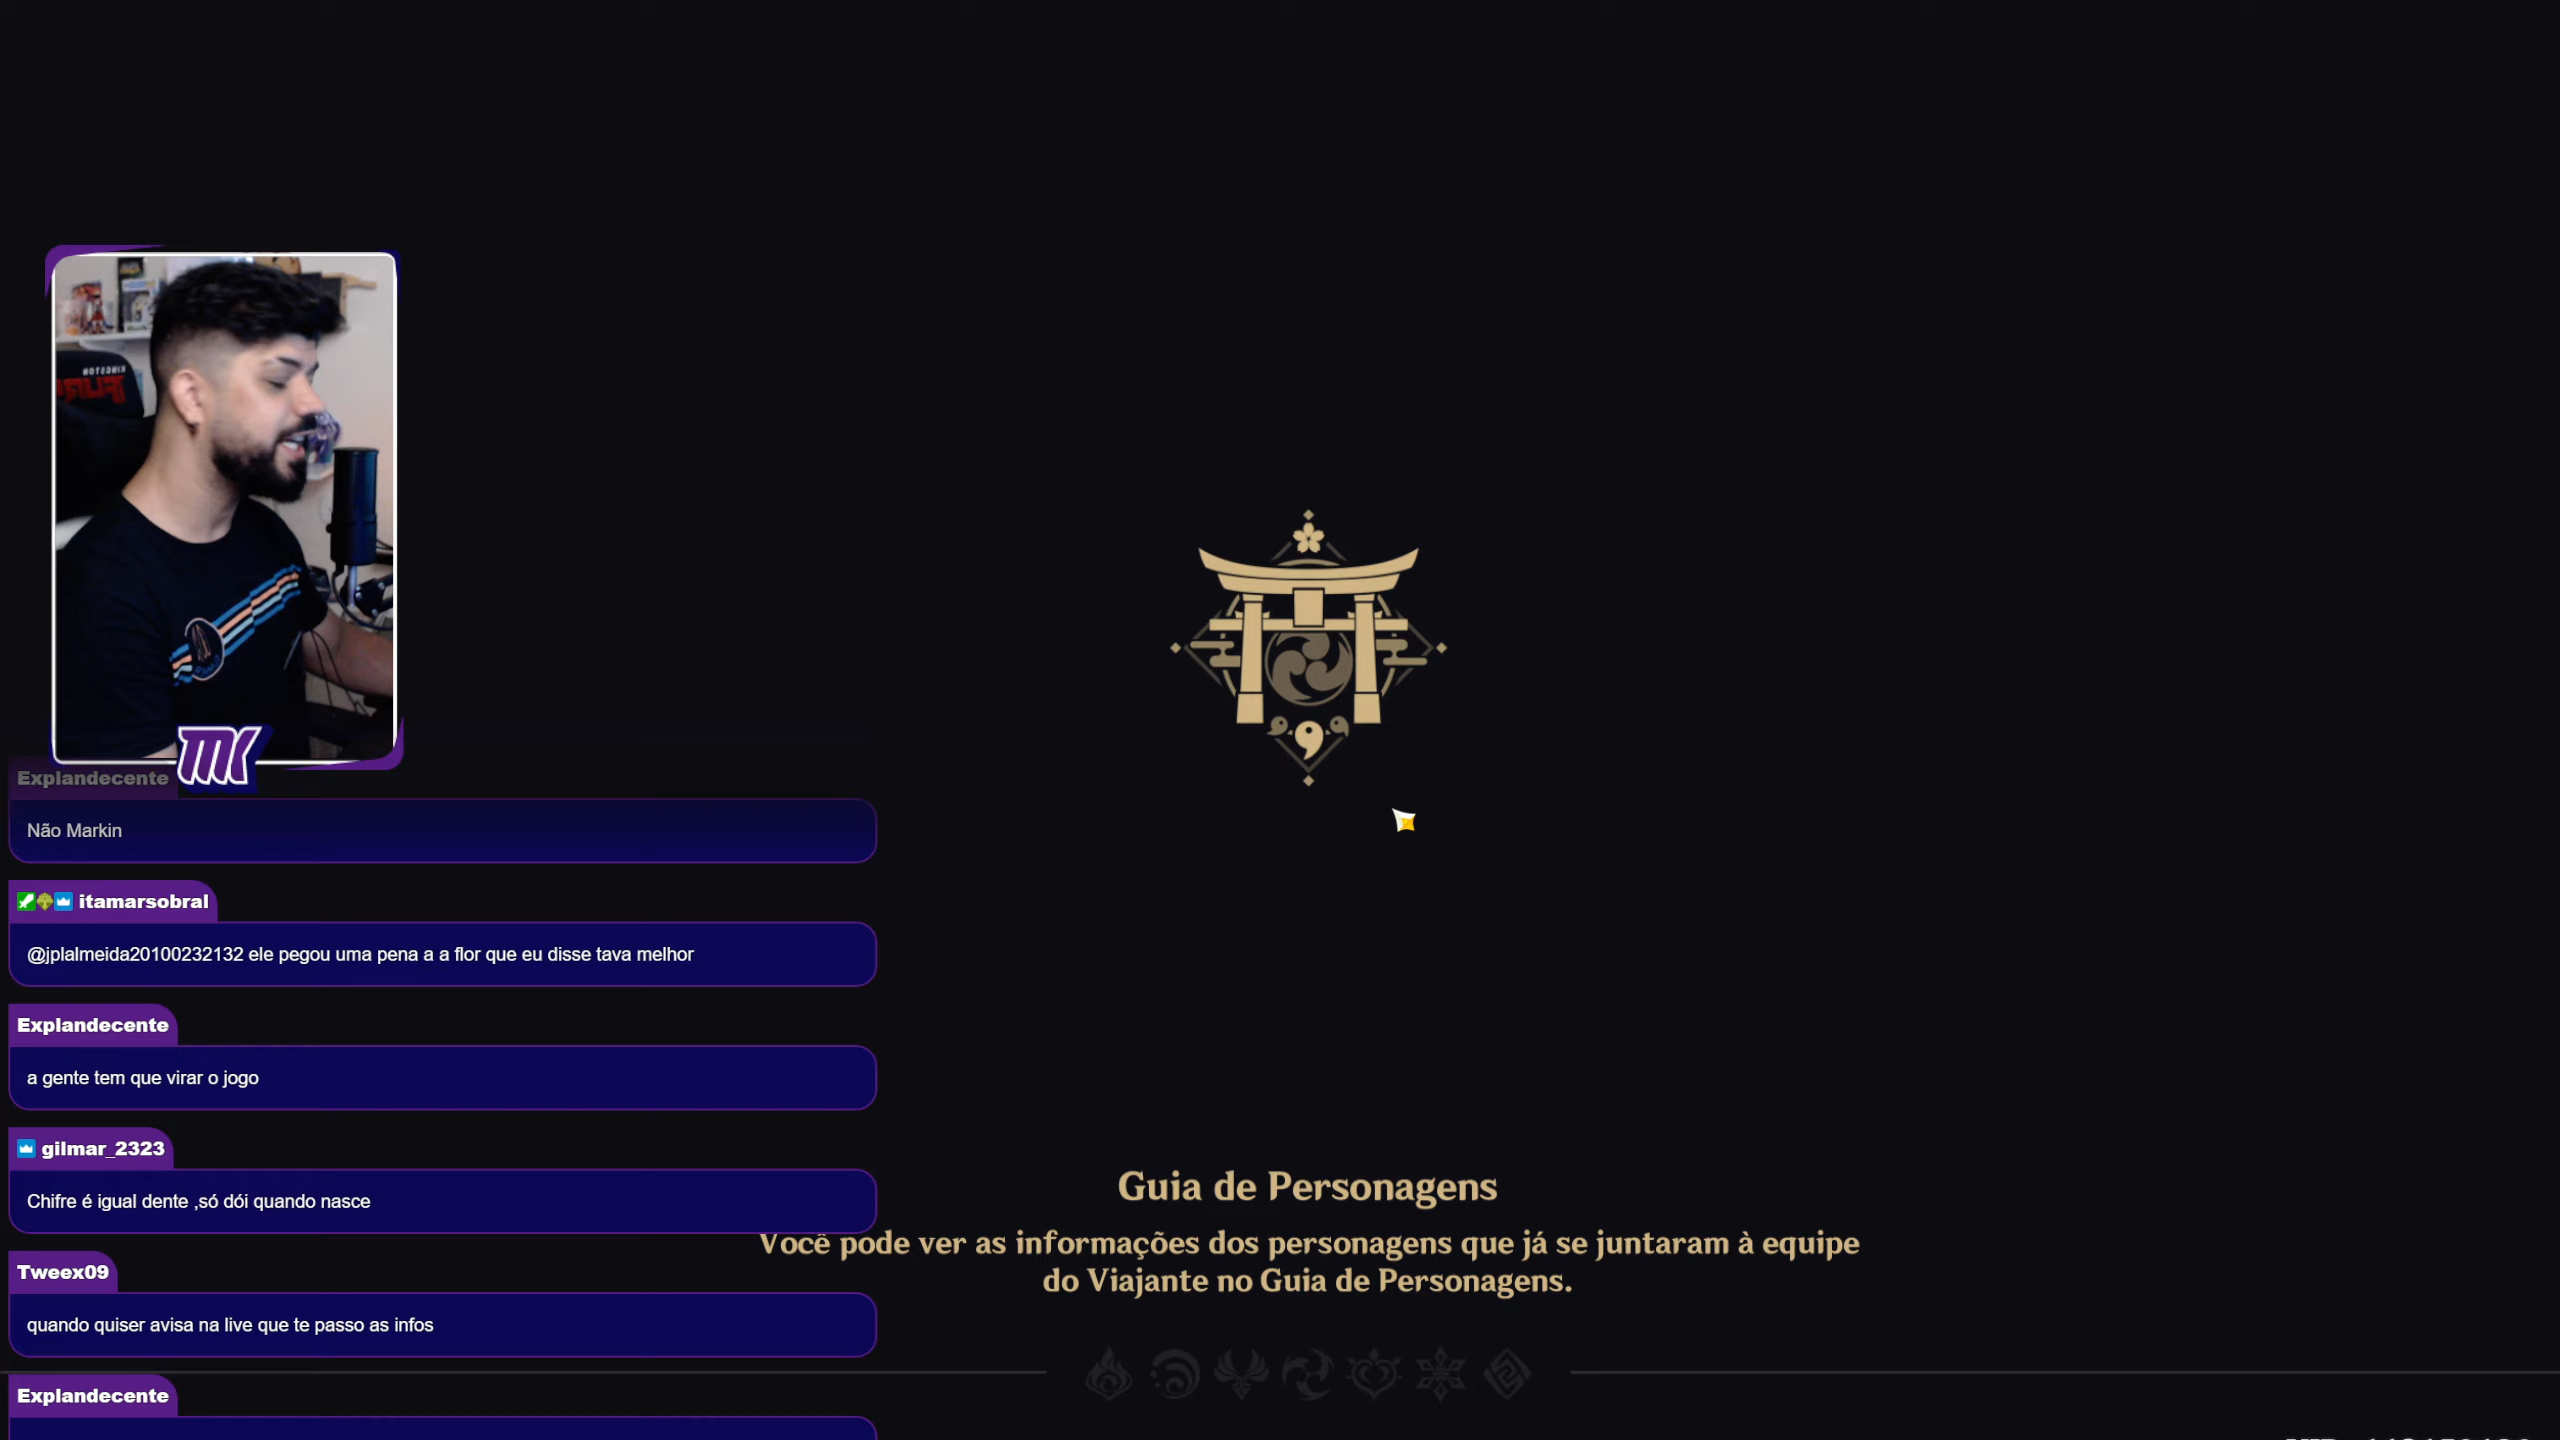 KINGSTON
Explandecente
Não Markin
itamarsobral
@jplalmeida20100232132 ele pegou uma pena a a flor que eu disse tava melhor
Explandecente
a gente tem que virar o jogo
gilmar_2323
Chifre é igual dente ,só dói quando nasce
Tweex09
quando quiser avisa na live que te passo as infos
Explandecente
Guia de Personagens
Você pode ver as informações dos personagens que já se juntaram à equipe
do Viajante no Guia de Personagens.